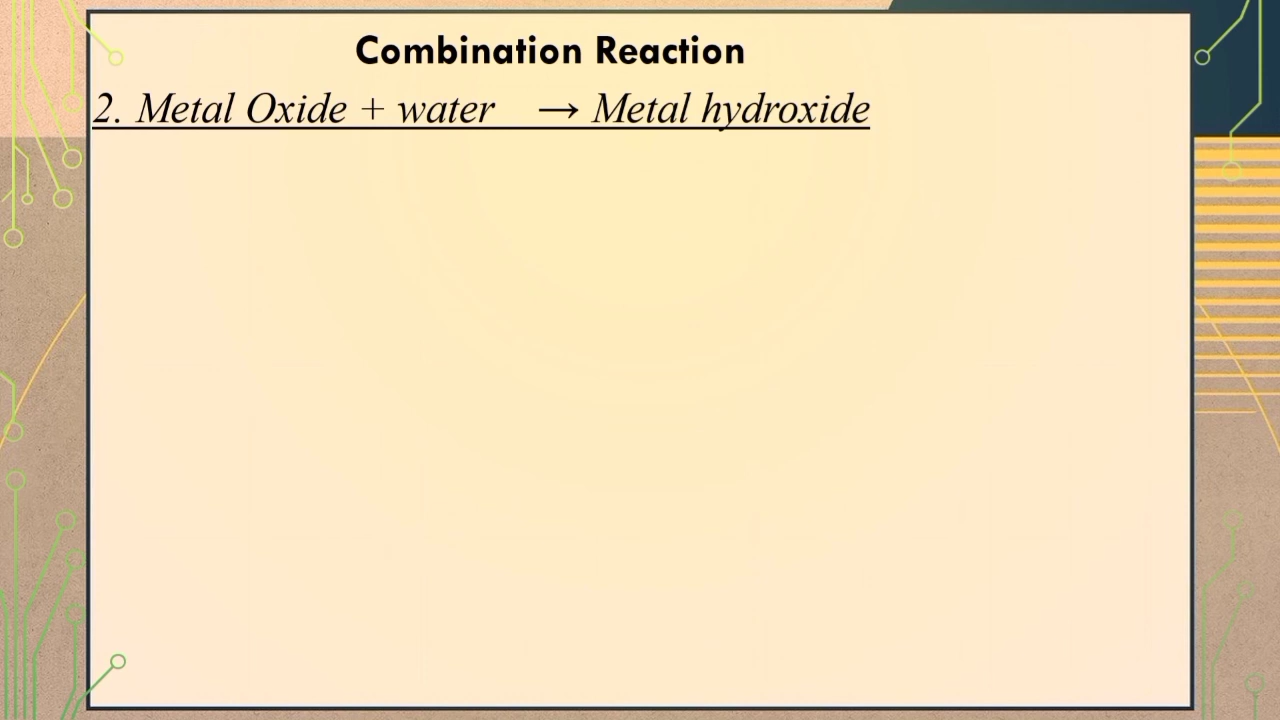 Combination Reaction
2. Metal Oxide + water → Metal hydroxide